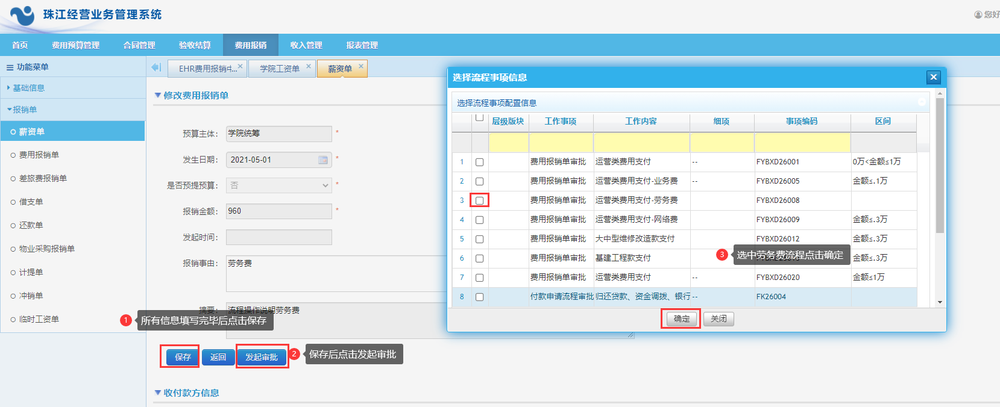 珠江经营业务管理系统
您好
首页 费用预算管理 合同管理 验收结算 费用报销 收入管理 报表管理
功能菜单
基础信息
报销单
薪资单
费用报销单
差旅费报销单
借支单
还款单
物业采购报销单
计提单
冲销单
临时工资单
EHR费用报销中... 学院工资单 薪资单
修改费用报销单
预算主体: 学院统筹 *
发生日期: 2021-05-01 *
是否预提预算: 否 *
报销金额: 960 *
发起时间:
报销事由: 劳务费
摘要: 流程操作说明劳务费
1 所有信息填写完毕后点击保存
保存 返回 发起审批
2 保存后点击发起审批
收付款方信息
选择流程事项信息
选择流程事项配置信息
层级版块 工作事项 工作内容 细项 事项编码 区间
1 费用报销单审批 运营类费用支付 -- FYBXD26001 0万<金额≤1万
2 费用报销单审批 运营类费用支付-业务费 -- FYBXD26005 金额≤.1万
3 费用报销单审批 运营类费用支付-劳务费 FYBXD26008
4 费用报销单审批 运营类费用支付-网络费 FYBXD26009 金额≤.3万
5 费用报销单审批 大中型维修改造款支付 FYBXD26012 金额≤.3万
6 费用报销单审批 基建工程款支付 金额≤.3万
7 费用报销单审批 运营类费用支付 -- FYBXD26020 金额≤1万
8 付款申请流程审批 归还贷款、资金调拨、银行 -- FK26004
3 选中劳务费流程点击确定
确定 关闭